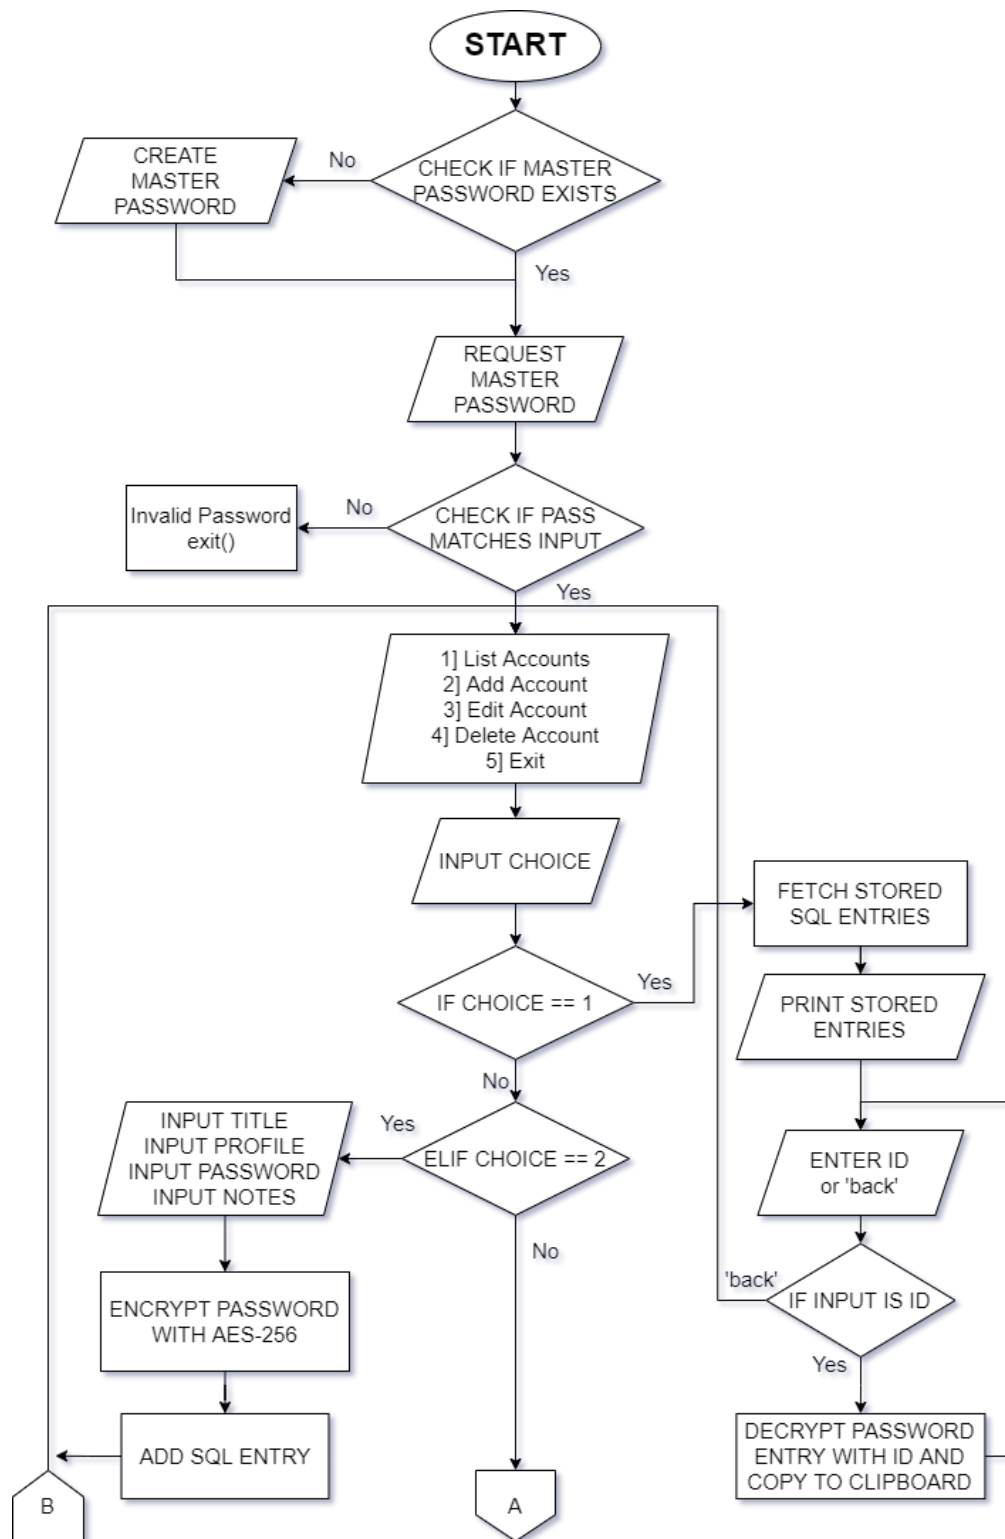 START
CHECK IF MASTER
PASSWORD EXISTS
No
CREATE
MASTER
PASSWORD
Yes
REQUEST
MASTER
PASSWORD
CHECK IF PASS
MATCHES INPUT
No
Invalid Password
exit()
Yes
1] List Accounts
2] Add Account
3] Edit Account
4] Delete Account
5] Exit
INPUT CHOICE
IF CHOICE == 1
Yes
FETCH STORED
SQL ENTRIES
PRINT STORED
ENTRIES
ENTER ID
or 'back'
IF INPUT IS ID
'back'
Yes
DECRYPT PASSWORD
ENTRY WITH ID AND
COPY TO CLIPBOARD
No
ELIF CHOICE == 2
Yes
INPUT TITLE
INPUT PROFILE
INPUT PASSWORD
INPUT NOTES
ENCRYPT PASSWORD
WITH AES-256
ADD SQL ENTRY
B
No
A